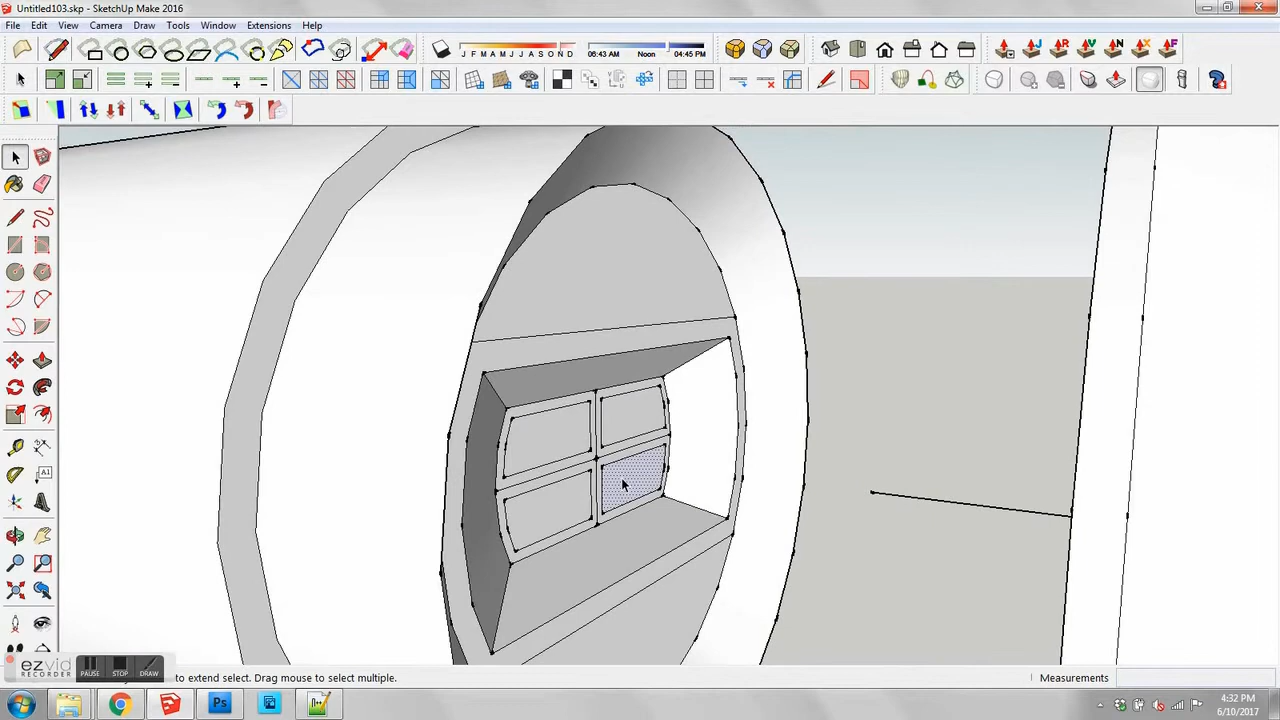 Untitled103.skp - SketchUp Make 2016
File Edit View Camera Draw Tools Window Extensions Help
J F M A M J J A S O N D
06:43 AM Noon 04:45 PM
J R V N X F
A1
A
ezvid
RECORDER
PAUSE STOP DRAW
to extend select. Drag mouse to select multiple.
Measurements
Ps
4:32 PM
6/10/2017